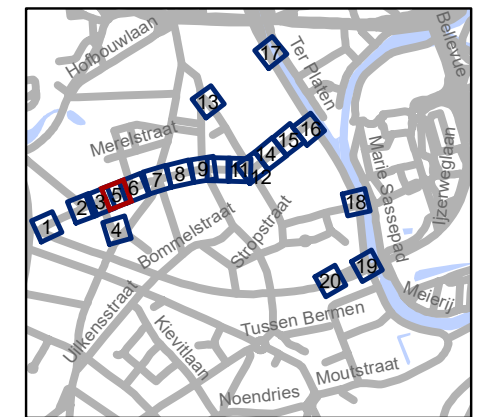 Hofbouwlaan
Ter Platen
Bellevue
17
13
Merelstraat
16
15
14
12
11
9
8
7
6
5
3
2
1
4
Marie Sassepad
Ijzerweglaan
18
Bommelstraat
Stropstraat
19
20
Meierij
Uilkensstraat
Tussen Bermen
Kievitlaan
Moutstraat
Noendries